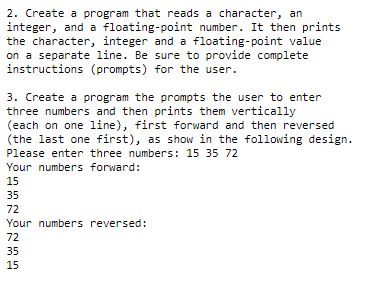 2. Create a program that reads a character, an
integer, and a floating-point number. It then prints
the character, integer and a floating-point value
on a separate line. Be sure to provide complete
instructions (prompts) for the user.
3. Create a program the prompts the user to enter
three numbers and then prints them vertically
(each on one line), first forward and then reversed
(the last one first), as show in the following design.
Please enter three numbers: 15 35 72
Your numbers forward:
15
35
72
Your numbers reversed:
72
35
15